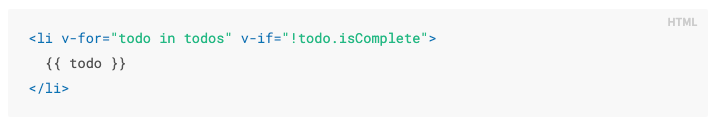 HTML
<li v-for="todo in todos" v-if="!todo.isComplete">
  {{ todo }}
</li>